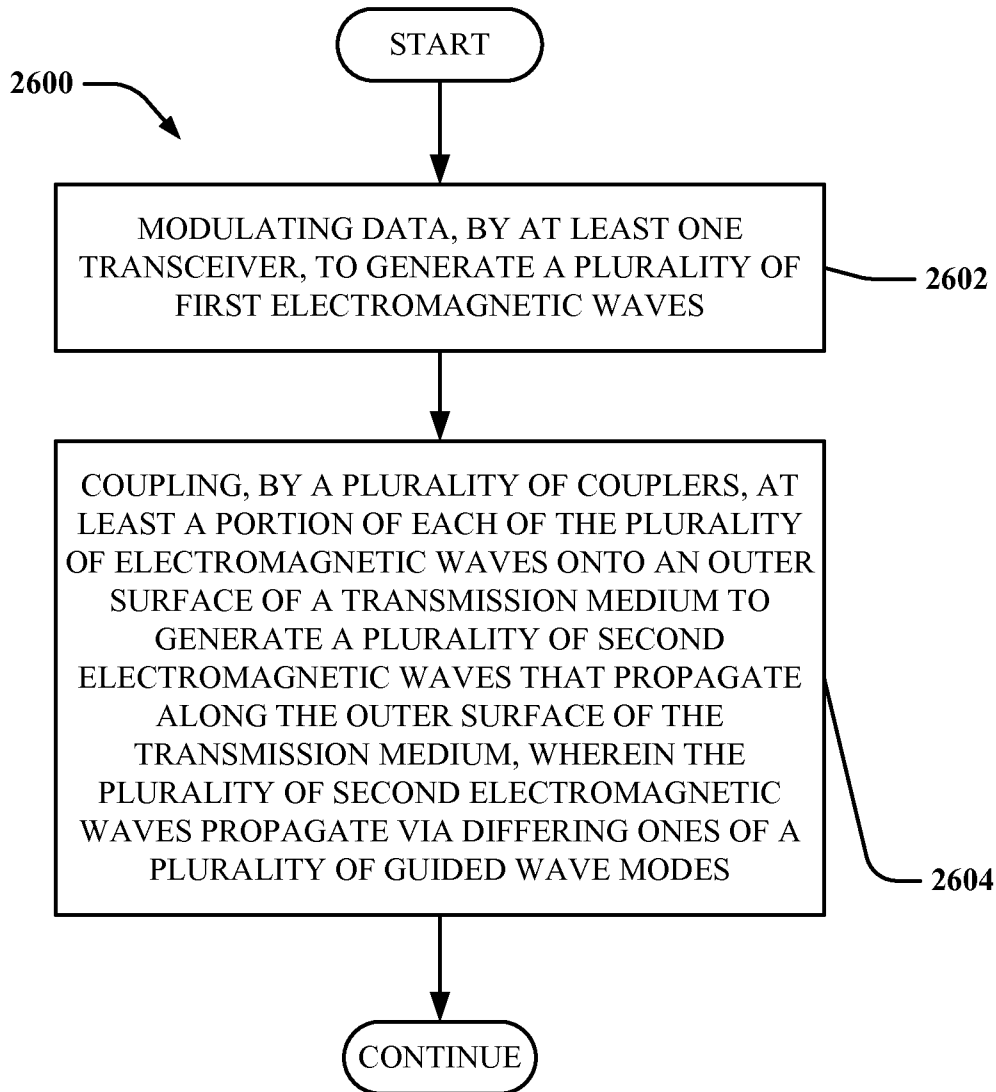 START
2600
MODULATING DATA, BY AT LEAST ONE
TRANSCEIVER, TO GENERATE A PLURALITY OF
FIRST ELECTROMAGNETIC WAVES
2602
COUPLING, BY A PLURALITY OF COUPLERS, AT
LEAST A PORTION OF EACH OF THE PLURALITY
OF ELECTROMAGNETIC WAVES ONTO AN OUTER
SURFACE OF A TRANSMISSION MEDIUM TO
GENERATE A PLURALITY OF SECOND
ELECTROMAGNETIC WAVES THAT PROPAGATE
ALONG THE OUTER SURFACE OF THE
TRANSMISSION MEDIUM, WHEREIN THE
PLURALITY OF SECOND ELECTROMAGNETIC
WAVES PROPAGATE VIA DIFFERING ONES OF A
PLURALITY OF GUIDED WAVE MODES
2604
CONTINUE